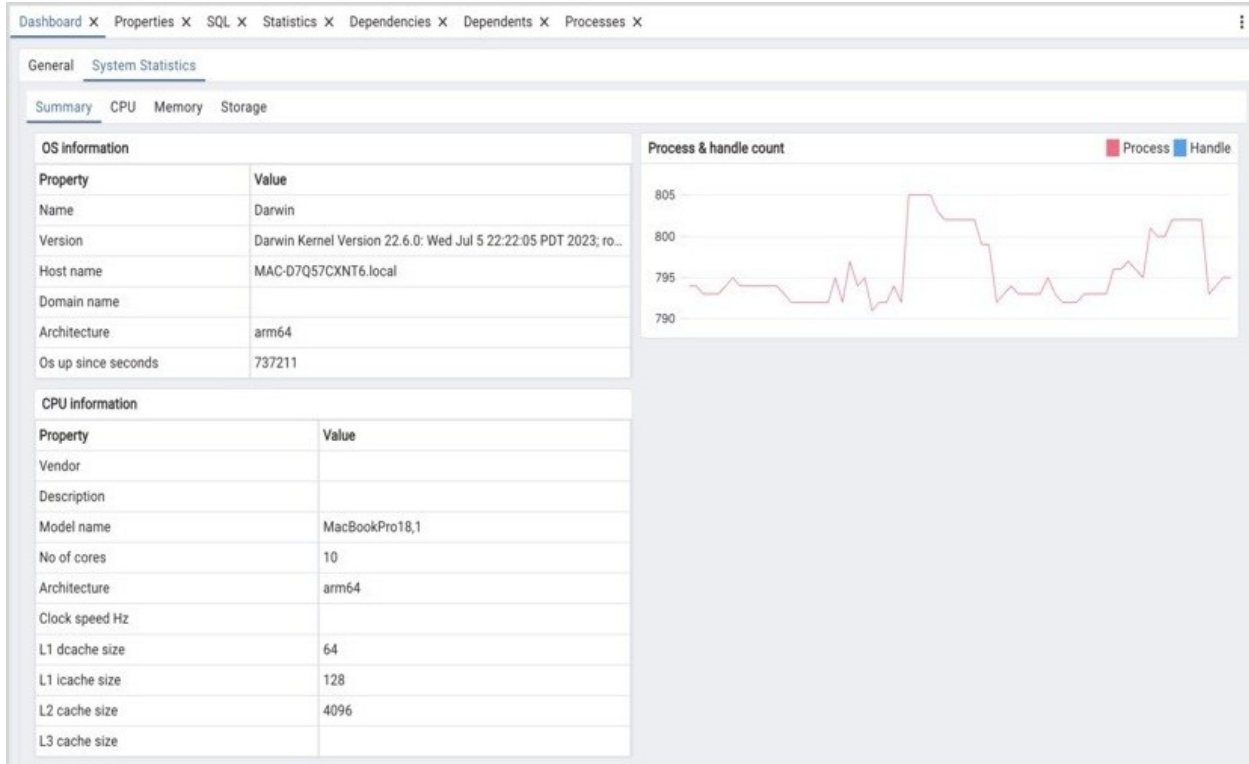 Dashboard X Properties X SQL X Statistics X Dependencies X Dependents X Processes X
General System Statistics
Summary CPU Memory Storage
OS information
Property Value
Name Darwin
Version Darwin Kernel Version 22.6.0: Wed Jul 5 22:22:05 PDT 2023; ro...
Host name MAC-D7Q57CXNT6.local
Domain name
Architecture arm64
Os up since seconds 737211
CPU information
Property Value
Vendor
Description
Model name MacBookPro18,1
No of cores 10
Architecture arm64
Clock speed Hz
L1 dcache size 64
L1 icache size 128
L2 cache size 4096
L3 cache size
Process & handle count Process Handle
805
800
795
790